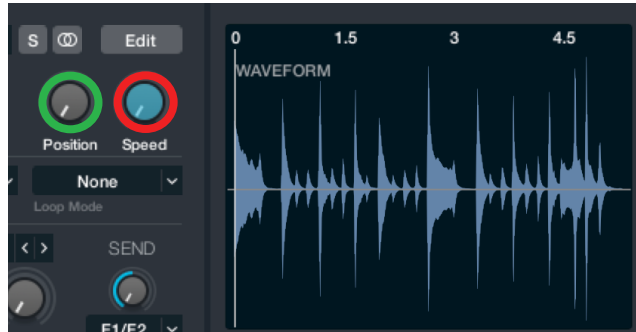 S Edit
0 1.5 3 4.5
WAVEFORM
Position Speed
None
Loop Mode
SEND
F1/F2